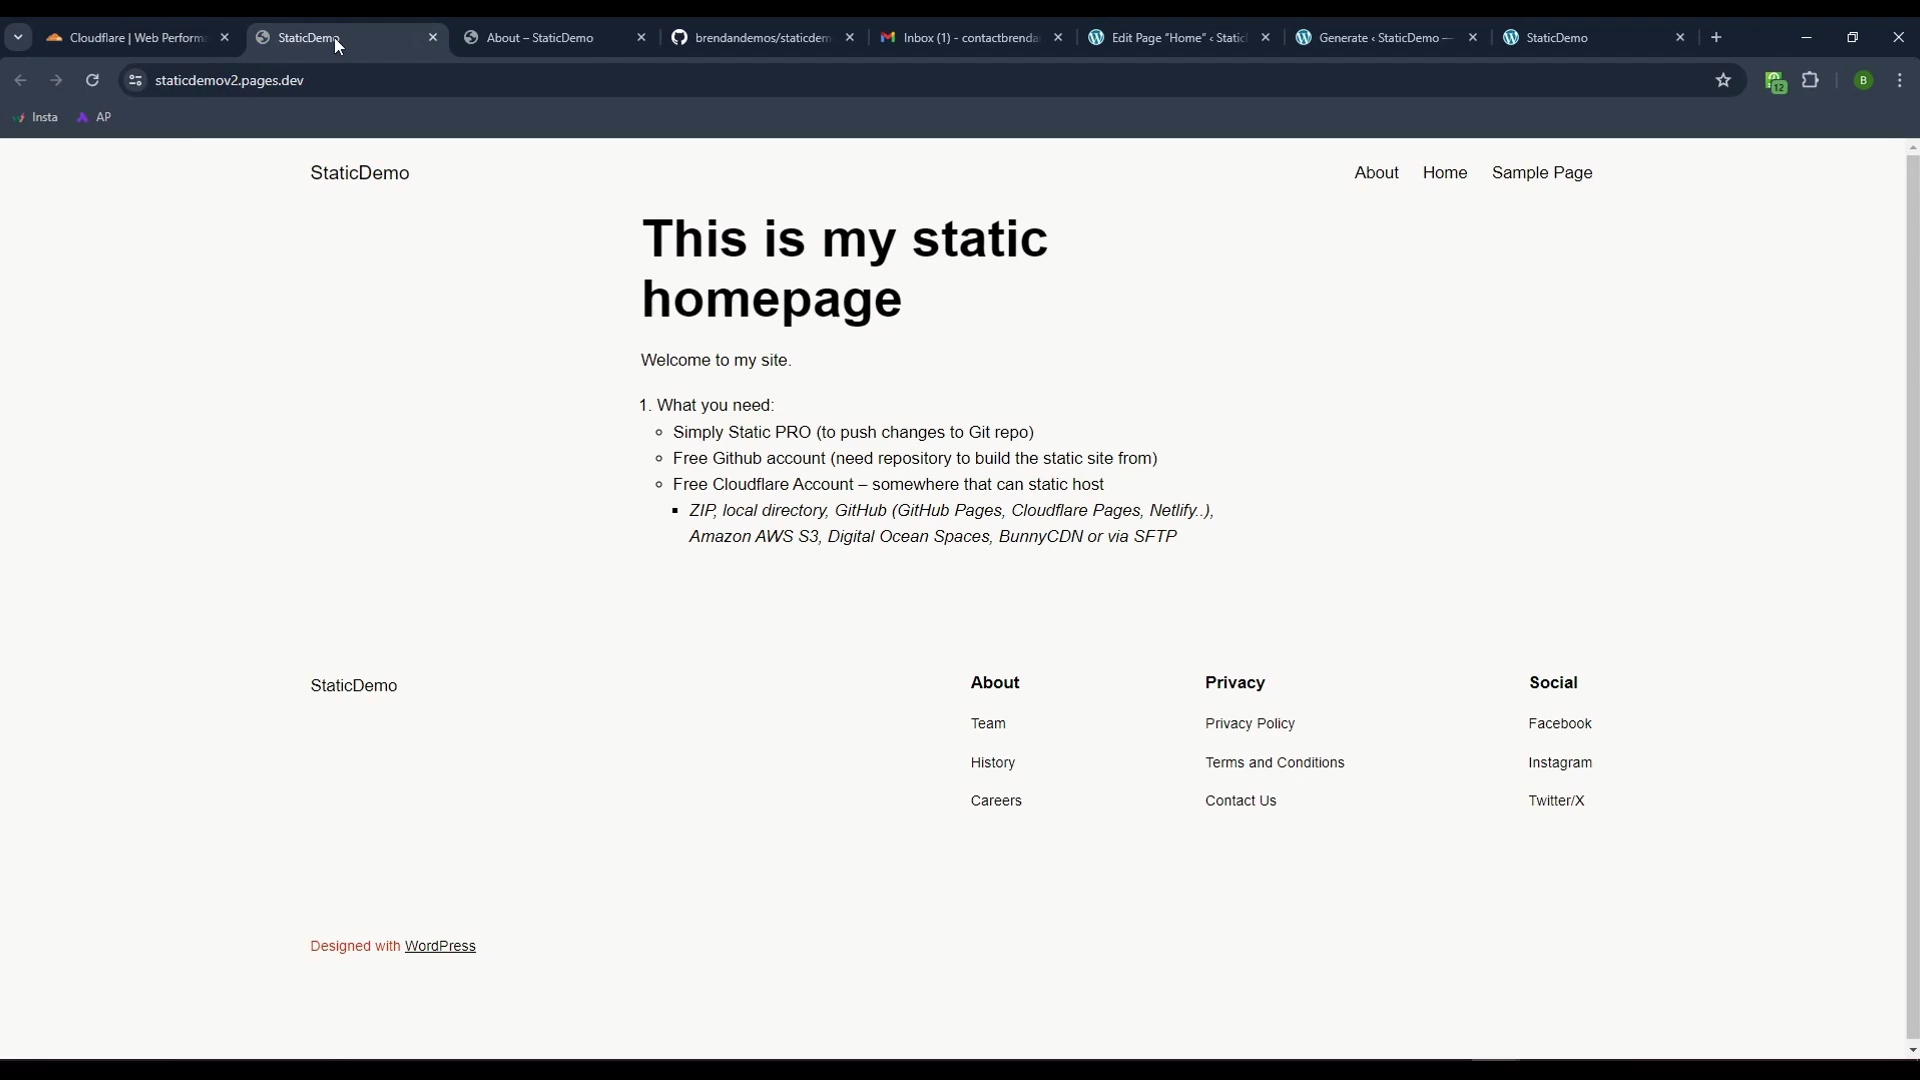 Cloudflare | Web Perform
StaticDemo
About – StaticDemo
brendandemos/staticdem
Inbox (1) - contactbrenda
Edit Page “Home” ‹ Static
Generate ‹ StaticDemo —
StaticDemo
staticdemov2.pages.dev
12
B
Insta
AP
StaticDemo
About
Home
Sample Page
This is my static
homepage
Welcome to my site.
1. What you need:
Simply Static PRO (to push changes to Git repo)
Free Github account (need repository to build the static site from)
Free Cloudflare Account – somewhere that can static host
ZIP, local directory, GitHub (GitHub Pages, Cloudflare Pages, Netlify..),
Amazon AWS S3, Digital Ocean Spaces, BunnyCDN or via SFTP
StaticDemo
About
Team
History
Careers
Privacy
Privacy Policy
Terms and Conditions
Contact Us
Social
Facebook
Instagram
Twitter/X
Designed with WordPress